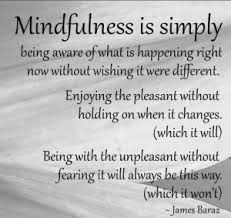 Mindfulness is simply
being aware of what is happening right
now without wishing it were different.
Enjoying the pleasant without
holding on when it changes.
(which it will)
Being with the unpleasant without
fearing it will always be this way.
(which it won't)
~ James Baraz